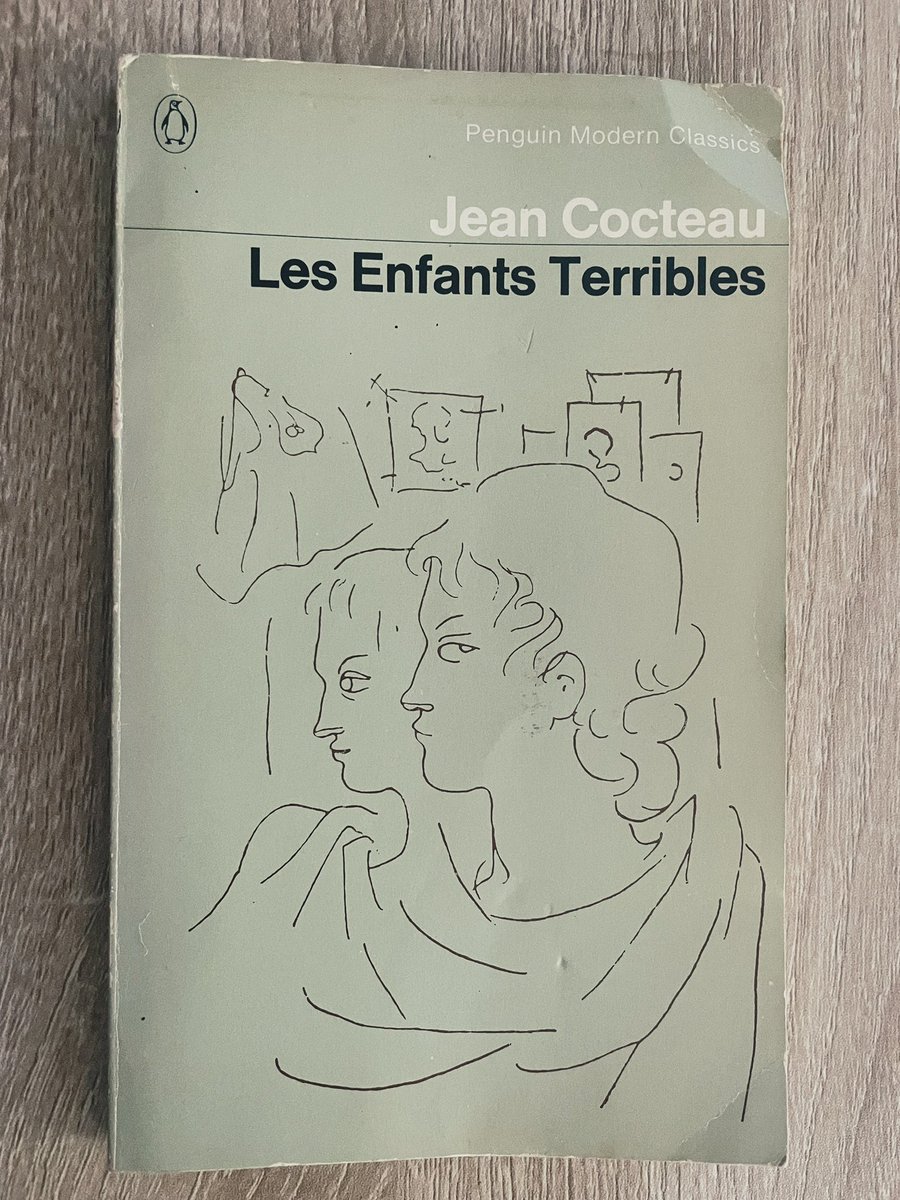 Penguin Modern Classics
Jean Cocteau
Les Enfants Terribles